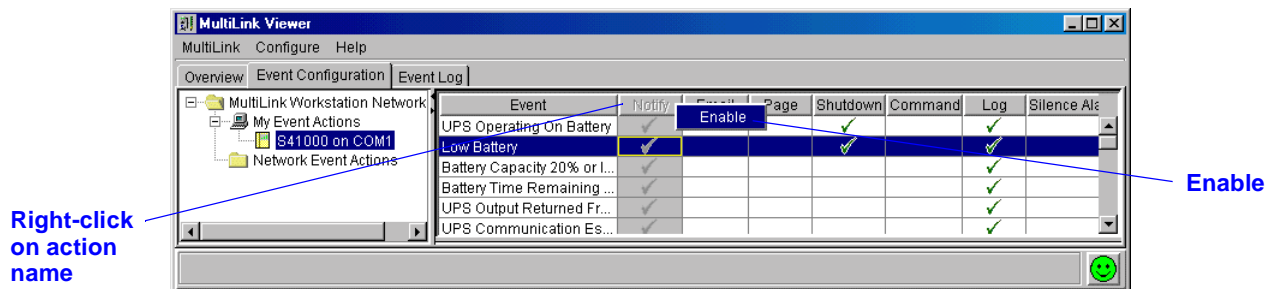 MultiLink Viewer
MultiLink Configure Help
Overview Event Configuration Event Log
MultiLink Workstation Network
My Event Actions
S41000 on COM1
Network Event Actions
Event Notify Page Shutdown Command Log Silence Ala
Enable
UPS Operating On Battery
Low Battery
Battery Capacity 20% or l...
Battery Time Remaining ...
UPS Output Returned Fr...
UPS Communication Es...
Right-click
on action
name
Enable